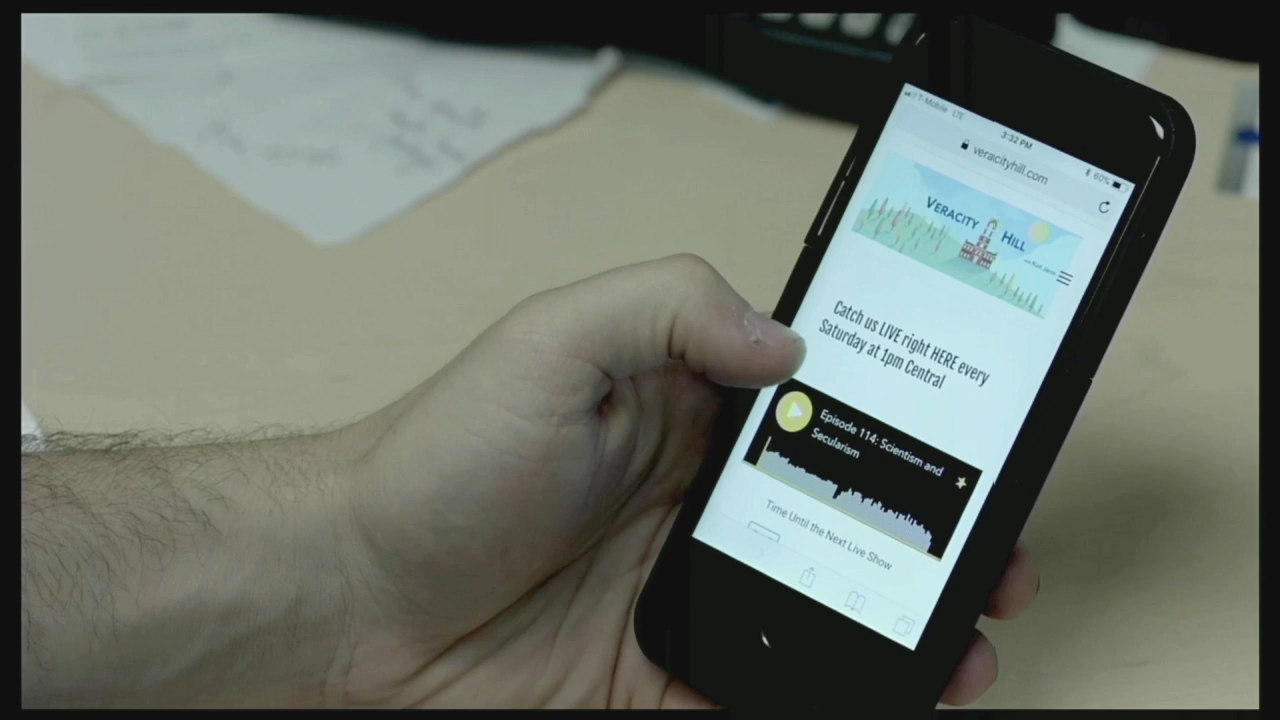 T-Mobile LTE
3:32 PM
60%
veracityhill.com
VERACITY HILL
Catch us LIVE right HERE every
Saturday at 1pm Central
Episode 114: Scientism and
Secularism
Time Until the Next Live Show